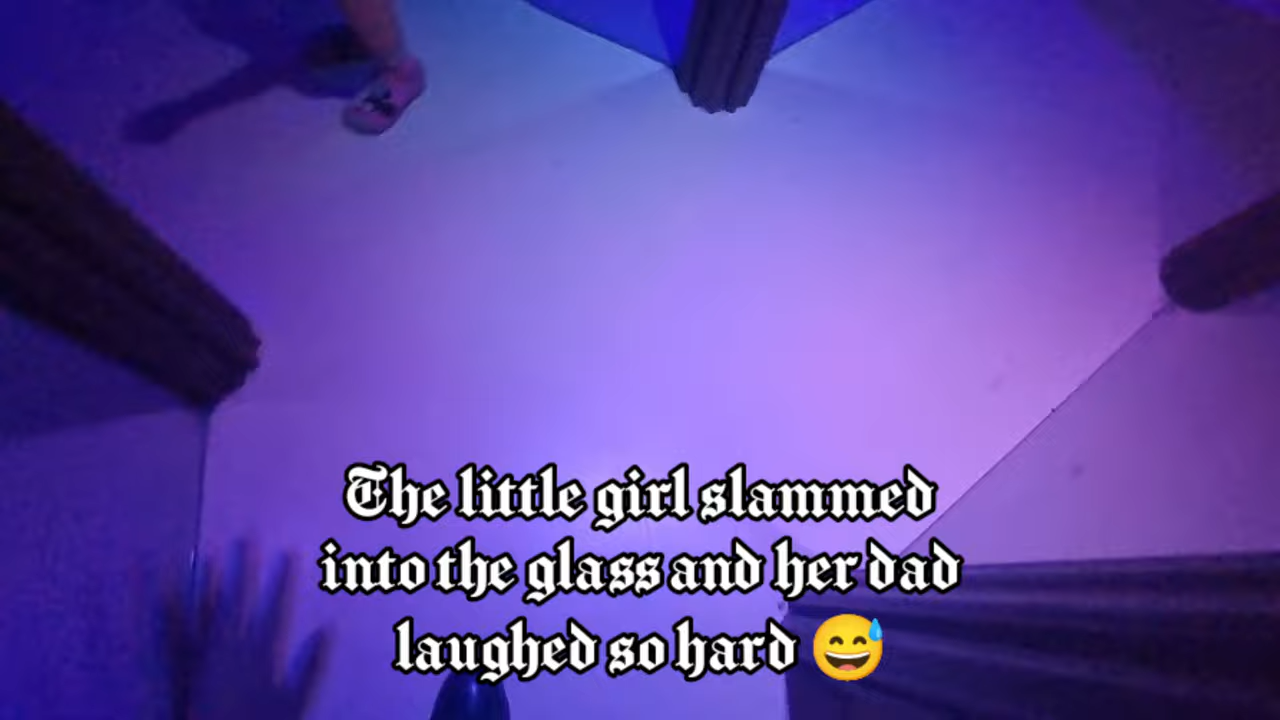 The little girl slammed
into the glass and her dad
laughed so hard 😅